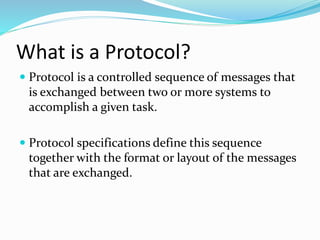 What is a Protocol?
Protocol is a controlled sequence of messages that
is exchanged between two or more systems to
accomplish a given task.
Protocol specifications define this sequence
together with the format or layout of the messages
that are exchanged.